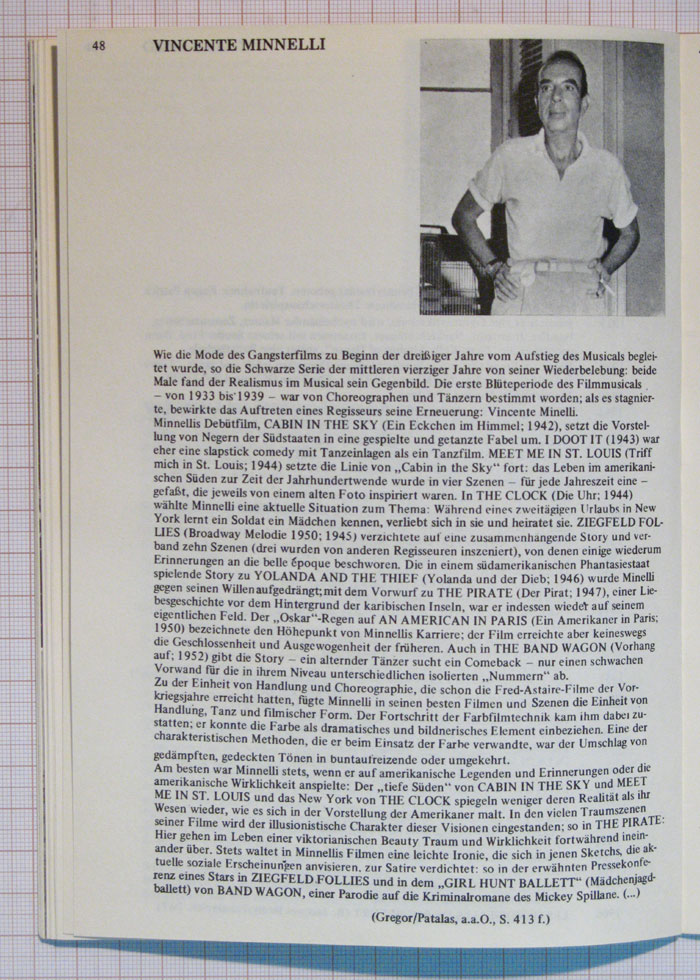 48
VINCENTE MINNELLI
Wie die Mode des Gangsterfilms zu Beginn der dreißiger Jahre vom Aufstieg des Musicals beglei-
tet wurde, so die Schwarze Serie der mittleren vierziger Jahre von seiner Wiederbelebung: beide
Male fand der Realismus im Musical sein Gegenbild. Die erste Blüteperiode des Filmmusicals
– von 1933 bis 1939 – war von Choreographen und Tänzern bestimmt worden; als es stagnier-
te, bewirkte das Auftreten eines Regisseurs seine Erneuerung: Vincente Minelli.
Minnellis Debütfilm, CABIN IN THE SKY (Ein Eckchen im Himmel; 1942), setzt die Vorstel-
lung von Negern der Südstaaten in eine gespielte und getanzte Fabel um. I DOOT IT (1943) war
eher eine slapstick comedy mit Tanzeinlagen als ein Tanzfilm. MEET ME IN ST. LOUIS (Triff
mich in St. Louis; 1944) setzte die Linie von „Cabin in the Sky“ fort: das Leben im amerikani-
schen Süden zur Zeit der Jahrhundertwende wurde in vier Szenen – für jede Jahreszeit eine –
gefaßt, die jeweils von einem alten Foto inspiriert waren. In THE CLOCK (Die Uhr; 1944)
wählte Minnelli eine aktuelle Situation zum Thema: Während eines zweitägigen Urlaubs in New
York lernt ein Soldat ein Mädchen kennen, verliebt sich in sie und heiratet sie. ZIEGFELD FOL-
LIES (Broadway Melodie 1950; 1945) verzichtete auf eine zusammenhängende Story und ver-
band zehn Szenen (drei wurden von anderen Regisseuren inszeniert), von denen einige wiederum
Erinnerungen an die belle époque beschworen. Die in einem südamerikanischen Phantasiestaat
spielende Story zu YOLANDA AND THE THIEF (Yolanda und der Dieb; 1946) wurde Minelli
gegen seinen Willen aufgedrängt; mit dem Vorwurf zu THE PIRATE (Der Pirat; 1947), einer Lie-
besgeschichte vor dem Hintergrund der karibischen Inseln, war er indessen wieder auf seinem
eigentlichen Feld. Der „Oskar“-Regen auf AN AMERICAN IN PARIS (Ein Amerikaner in Paris;
1950) bezeichnete den Höhepunkt von Minnellis Karriere; der Film erreichte aber keineswegs
die Geschlossenheit und Ausgewogenheit der früheren. Auch in THE BAND WAGON (Vorhang
auf; 1952) gibt die Story – ein alternder Tänzer sucht ein Comeback – nur einen schwachen
Vorwand für die in ihrem Niveau unterschiedlichen isolierten „Nummern“ ab.
Zu der Einheit von Handlung und Choreographie, die schon die Fred-Astaire-Filme der Vor-
kriegsjahre erreicht hatten, fügte Minnelli in seinen besten Filmen und Szenen die Einheit von
Handlung, Tanz und filmischer Form. Der Fortschritt der Farbfilmtechnik kam ihm dabei zu-
statten; er konnte die Farbe als dramatisches und bildnerisches Element einbeziehen. Eine der
charakteristischen Methoden, die er beim Einsatz der Farbe verwandte, war der Umschlag von
gedämpften, gedeckten Tönen in buntaufreizende oder umgekehrt.
Am besten war Minnelli stets, wenn er auf amerikanische Legenden und Erinnerungen oder die
amerikanische Wirklichkeit anspielte: Der „tiefe Süden“ von CABIN IN THE SKY und MEET
ME IN ST. LOUIS und das New York von THE CLOCK spiegeln weniger deren Realität als ihr
Wesen wieder, wie es sich in der Vorstellung der Amerikaner malt. In den vielen Traumszenen
seiner Filme wird der illusionistische Charakter dieser Visionen eingestanden; so in THE PIRATE:
Hier gehen im Leben einer viktorianischen Beauty Traum und Wirklichkeit fortwährend inein-
ander über. Stets waltet in Minnellis Filmen eine leichte Ironie, die sich in jenen Sketchs, die ak-
tuelle soziale Erscheinungen anvisieren, zur Satire verdichtet: so in der erwähnten Pressekonfe-
renz eines Stars in ZIEGFELD FOLLIES und in dem „GIRL HUNT BALLETT“ (Mädchenjagd-
ballett) von BAND WAGON, einer Parodie auf die Kriminalromane des Mickey Spillane. (...)
(Gregor/Patalas, a.a.O., S. 413 f.)